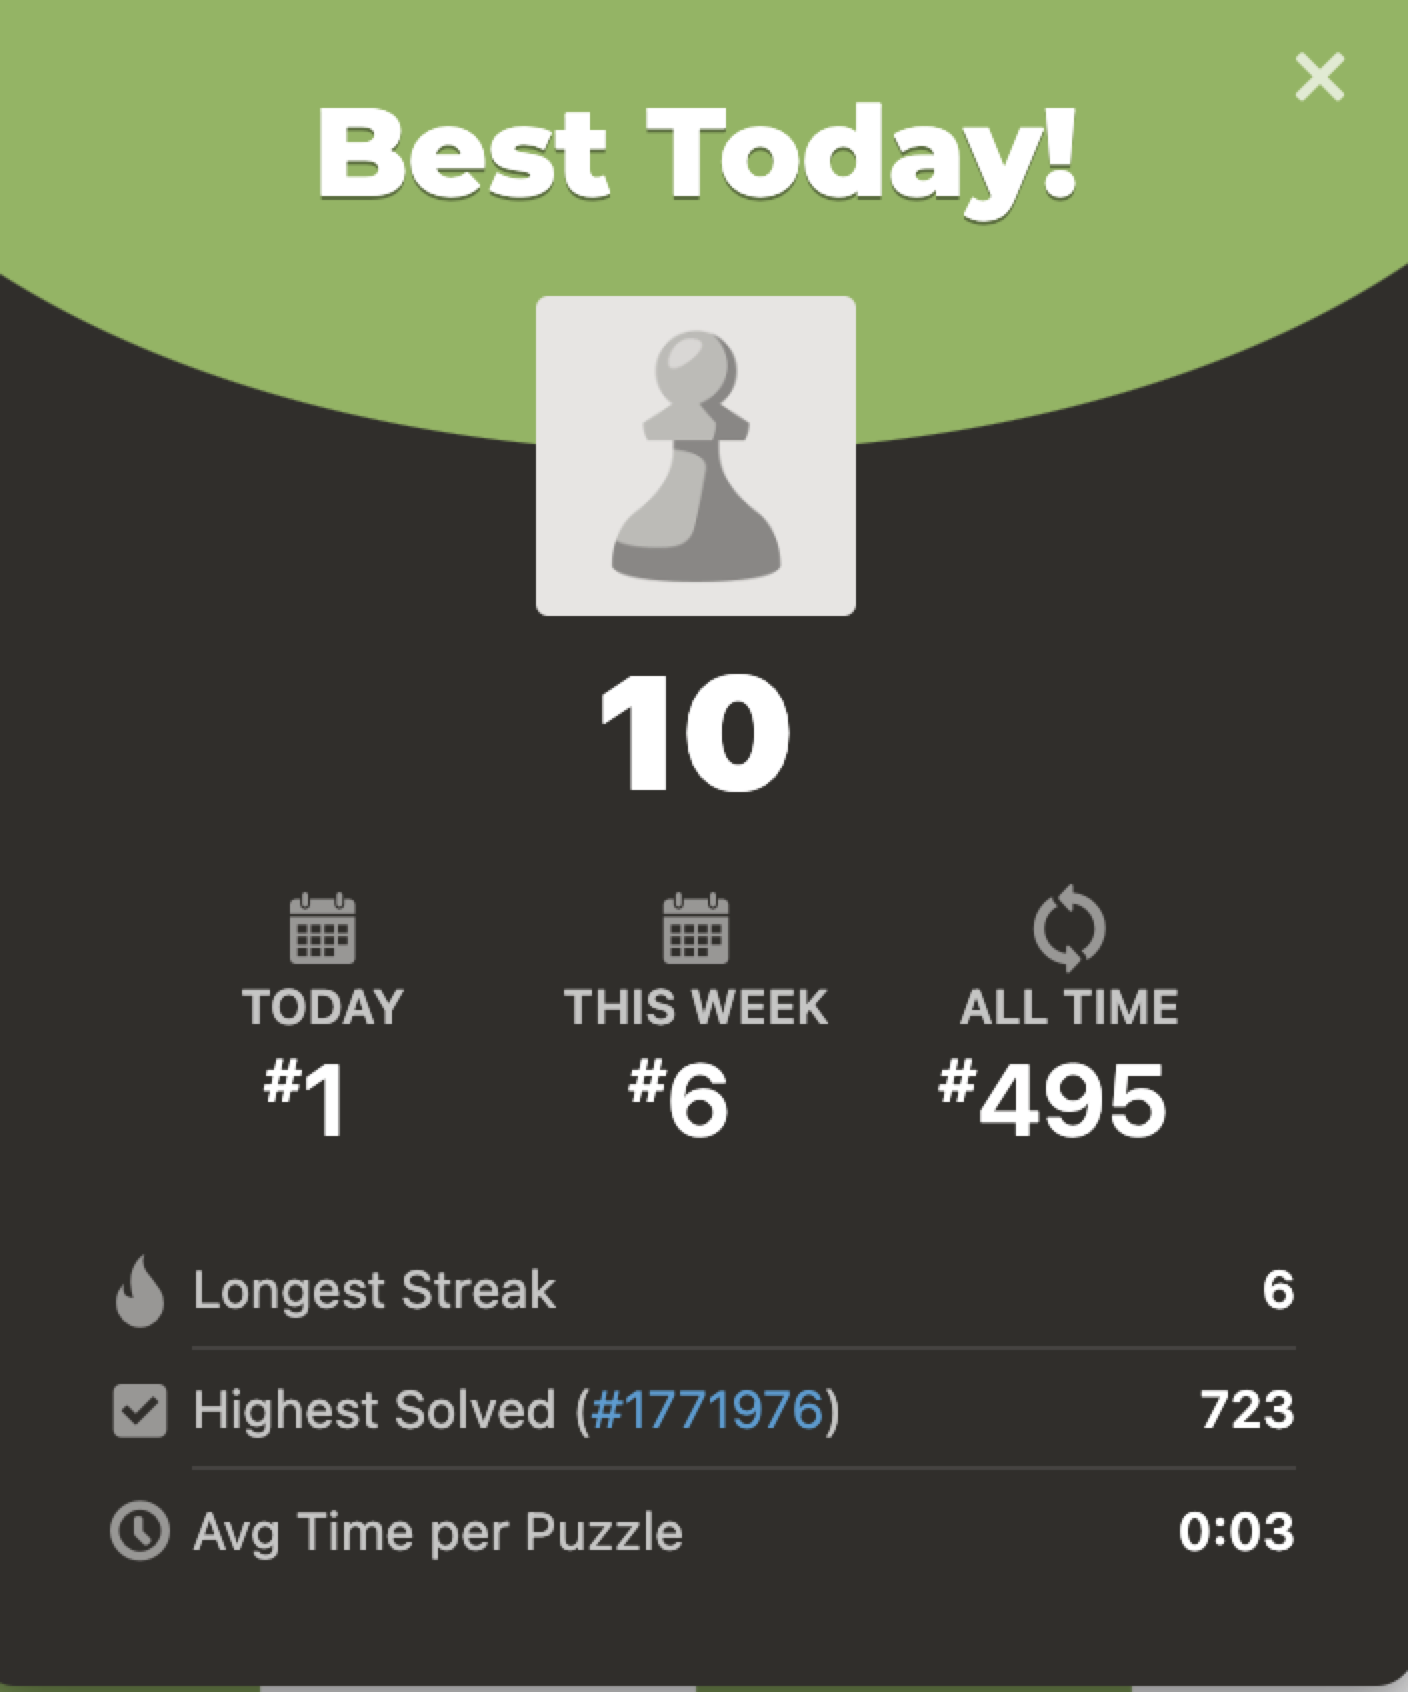 Best Today!
10
TODAY THIS WEEK ALL TIME
#1 #6 #495
Longest Streak 6
Highest Solved (#1771976) 723
Avg Time per Puzzle 0:03